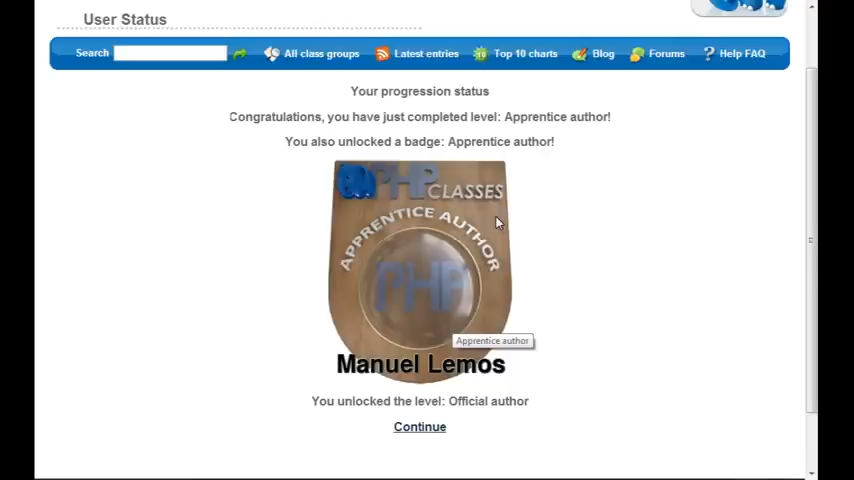 User Status
Search
All class groups
Latest entries
Top 10 charts
Blog
Forums
Help FAQ
Your progression status
Congratulations, you have just completed level: Apprentice author!
You also unlocked a badge: Apprentice author!
PHP CLASSES
APPRENTICE AUTHOR
PHP
Apprentice author
Manuel Lemos
You unlocked the level: Official author
Continue